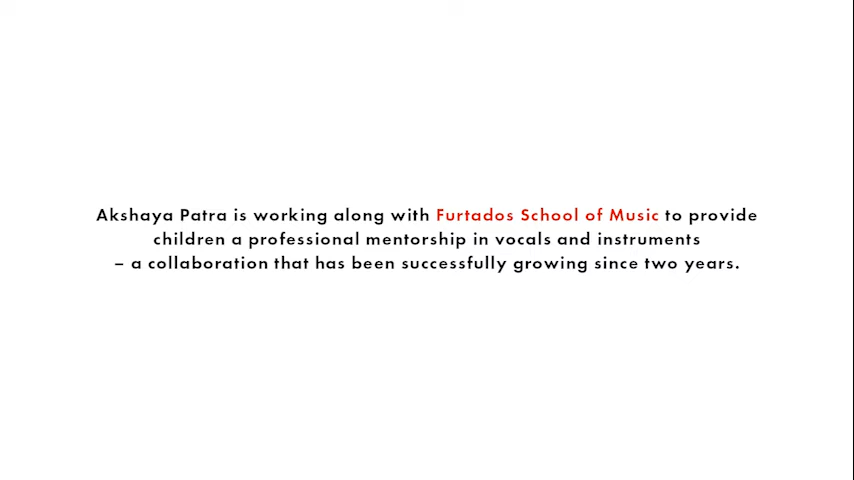 Akshaya Patra is working along with Furtados School of Music to provide
children a professional mentorship in vocals and instruments
– a collaboration that has been successfully growing since two years.